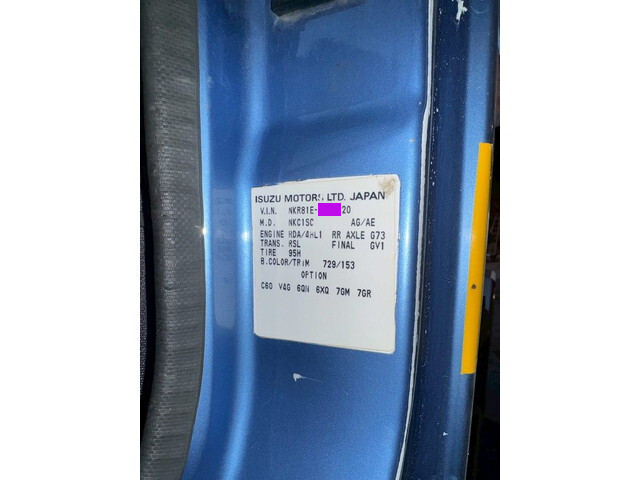 ISUZU MOTORS LTD. JAPAN
V.I.N. NKR81E- 20
M.D. NKC1SC AG/AE
ENGINE RDA/4HL1 RR AXLE G73
TRANS. RSL FINAL GV1
TIRE 95H
B.COLOR/TRIM 729/153
OPTION
C60 V4G 6QN 6XQ 7GM 7GR